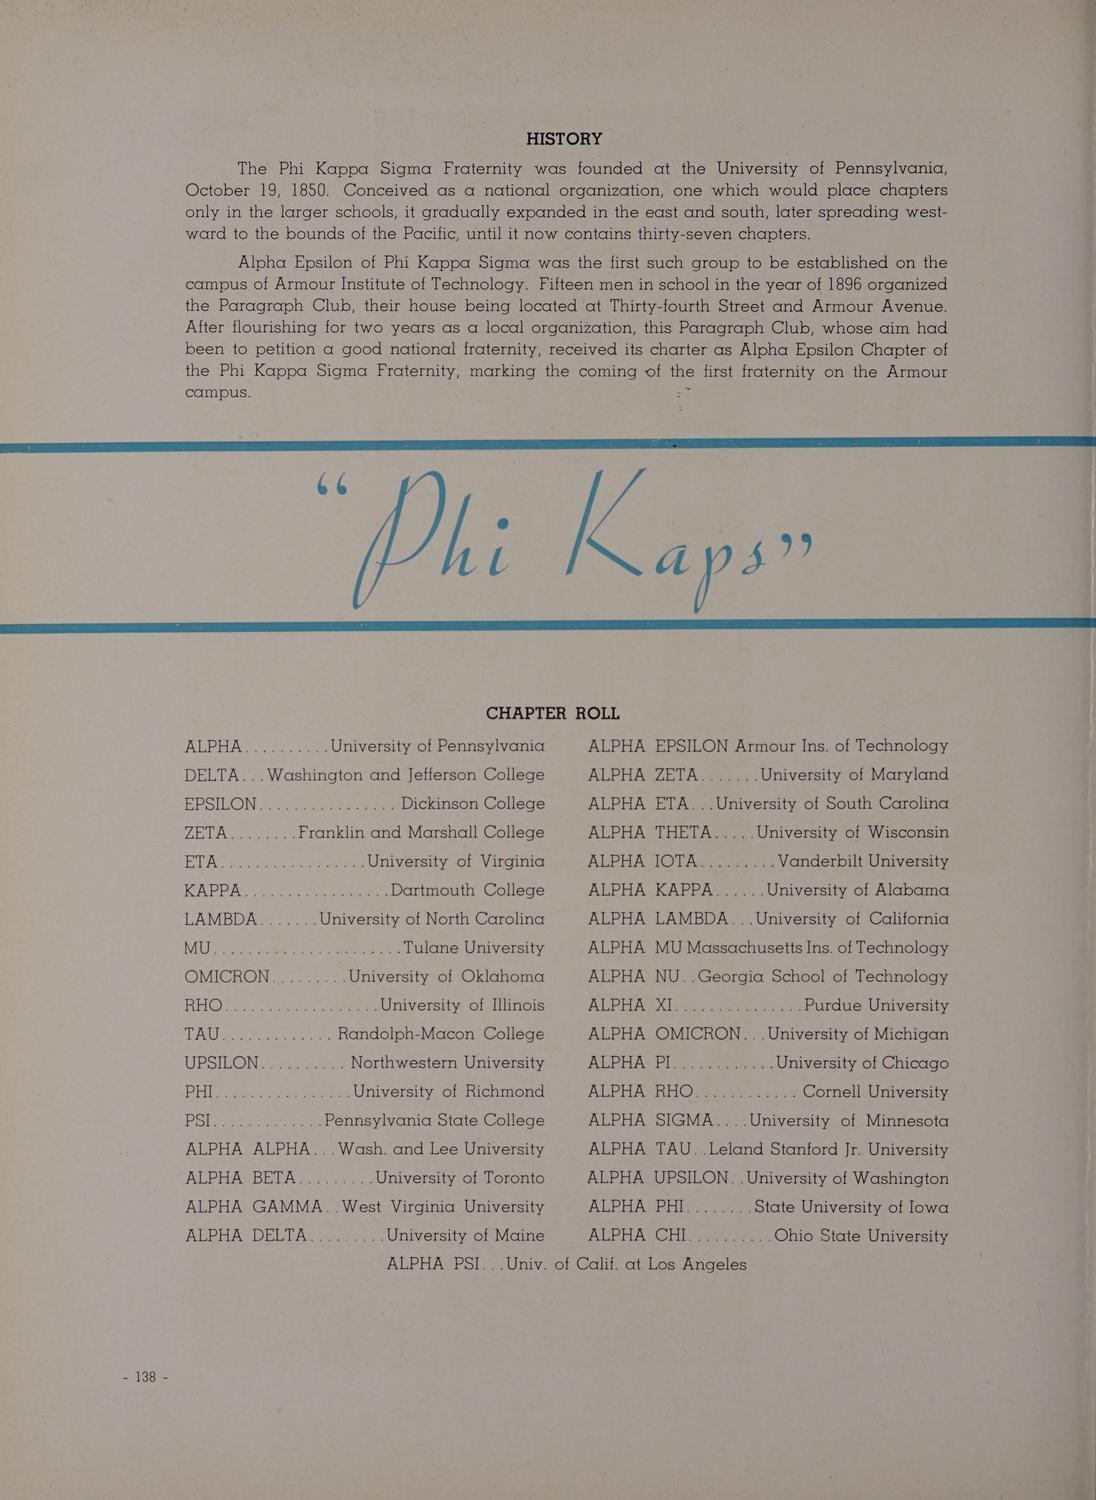 HISTORY
The Phi Kappa Sigma Fraternity was founded at the University of Pennsylvania,
October 19, 1850. Conceived as a national organization, one which would place chapters
only in the larger schools, it gradually expanded in the east and south, later spreading west-
ward to the bounds of the Pacific, until it now contains thirty-seven chapters.
Alpha Epsilon of Phi Kappa Sigma was the first such group to be established on the
campus of Armour Institute of Technology. Fifteen men in school in the year of 1896 organized
the Paragraph Club, their house being located at Thirty-fourth Street and Armour Avenue.
After flourishing for two years as a local organization, this Paragraph Club, whose aim had
been to petition a good national fraternity, received its charter as Alpha Epsilon Chapter of
the Phi Kappa Sigma Fraternity, marking the coming of the first fraternity on the Armour
campus.
“Phi Kaps”
CHAPTER ROLL
ALPHA..........University of Pennsylvania
DELTA...Washington and Jefferson College
EPSILON................Dickinson College
ZETA........Franklin and Marshall College
ETA.................University of Virginia
KAPPA.................Dartmouth College
LAMBDA.......University of North Carolina
MU......................Tulane University
OMICRON.........University of Oklahoma
RHO..................University of Illinois
TAU.............Randolph-Macon College
UPSILON..........Northwestern University
PHI................University of Richmond
PSI.............Pennsylvania State College
ALPHA ALPHA...Wash. and Lee University
ALPHA BETA.........University of Toronto
ALPHA GAMMA..West Virginia University
ALPHA DELTA.........University of Maine
ALPHA EPSILON Armour Ins. of Technology
ALPHA ZETA.......University of Maryland
ALPHA ETA...University of South Carolina
ALPHA THETA.....University of Wisconsin
ALPHA IOTA.........Vanderbilt University
ALPHA KAPPA......University of Alabama
ALPHA LAMBDA...University of California
ALPHA MU Massachusetts Ins. of Technology
ALPHA NU..Georgia School of Technology
ALPHA XI...............Purdue University
ALPHA OMICRON...University of Michigan
ALPHA PI............University of Chicago
ALPHA RHO............Cornell University
ALPHA SIGMA....University of Minnesota
ALPHA TAU..Leland Stanford Jr. University
ALPHA UPSILON..University of Washington
ALPHA PHI........State University of Iowa
ALPHA CHI..........Ohio State University
ALPHA PSI...Univ. of Calif. at Los Angeles
- 138 -